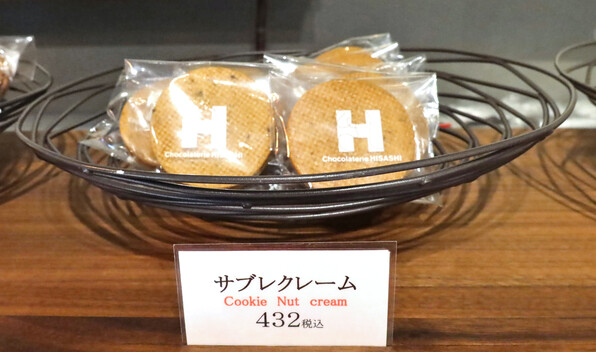 H
Chocolaterie HISASHI
H
Chocolaterie HISASHI
サブレクレーム
Cookie Nut cream
432税込